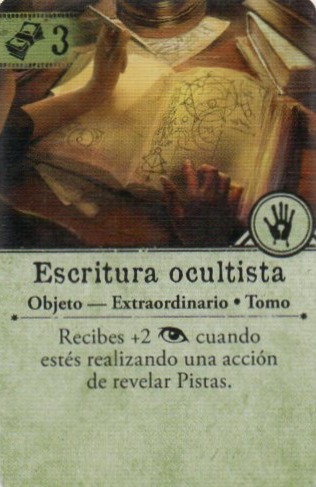 3
Escritura ocultista
Objeto — Extraordinario • Tomo
Recibes +2 cuando
estés realizando una acción
de revelar Pistas.